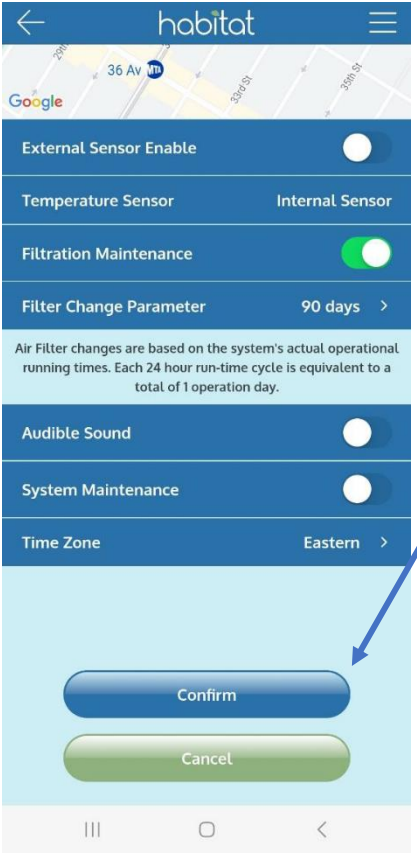 habitat
29th
36 Av MTA
33rd St
35th St
Google
External Sensor Enable
Temperature Sensor Internal Sensor
Filtration Maintenance
Filter Change Parameter 90 days >
Air Filter changes are based on the system's actual operational
running times. Each 24 hour run-time cycle is equivalent to a
total of 1 operation day.
Audible Sound
System Maintenance
Time Zone Eastern >
Confirm
Cancel